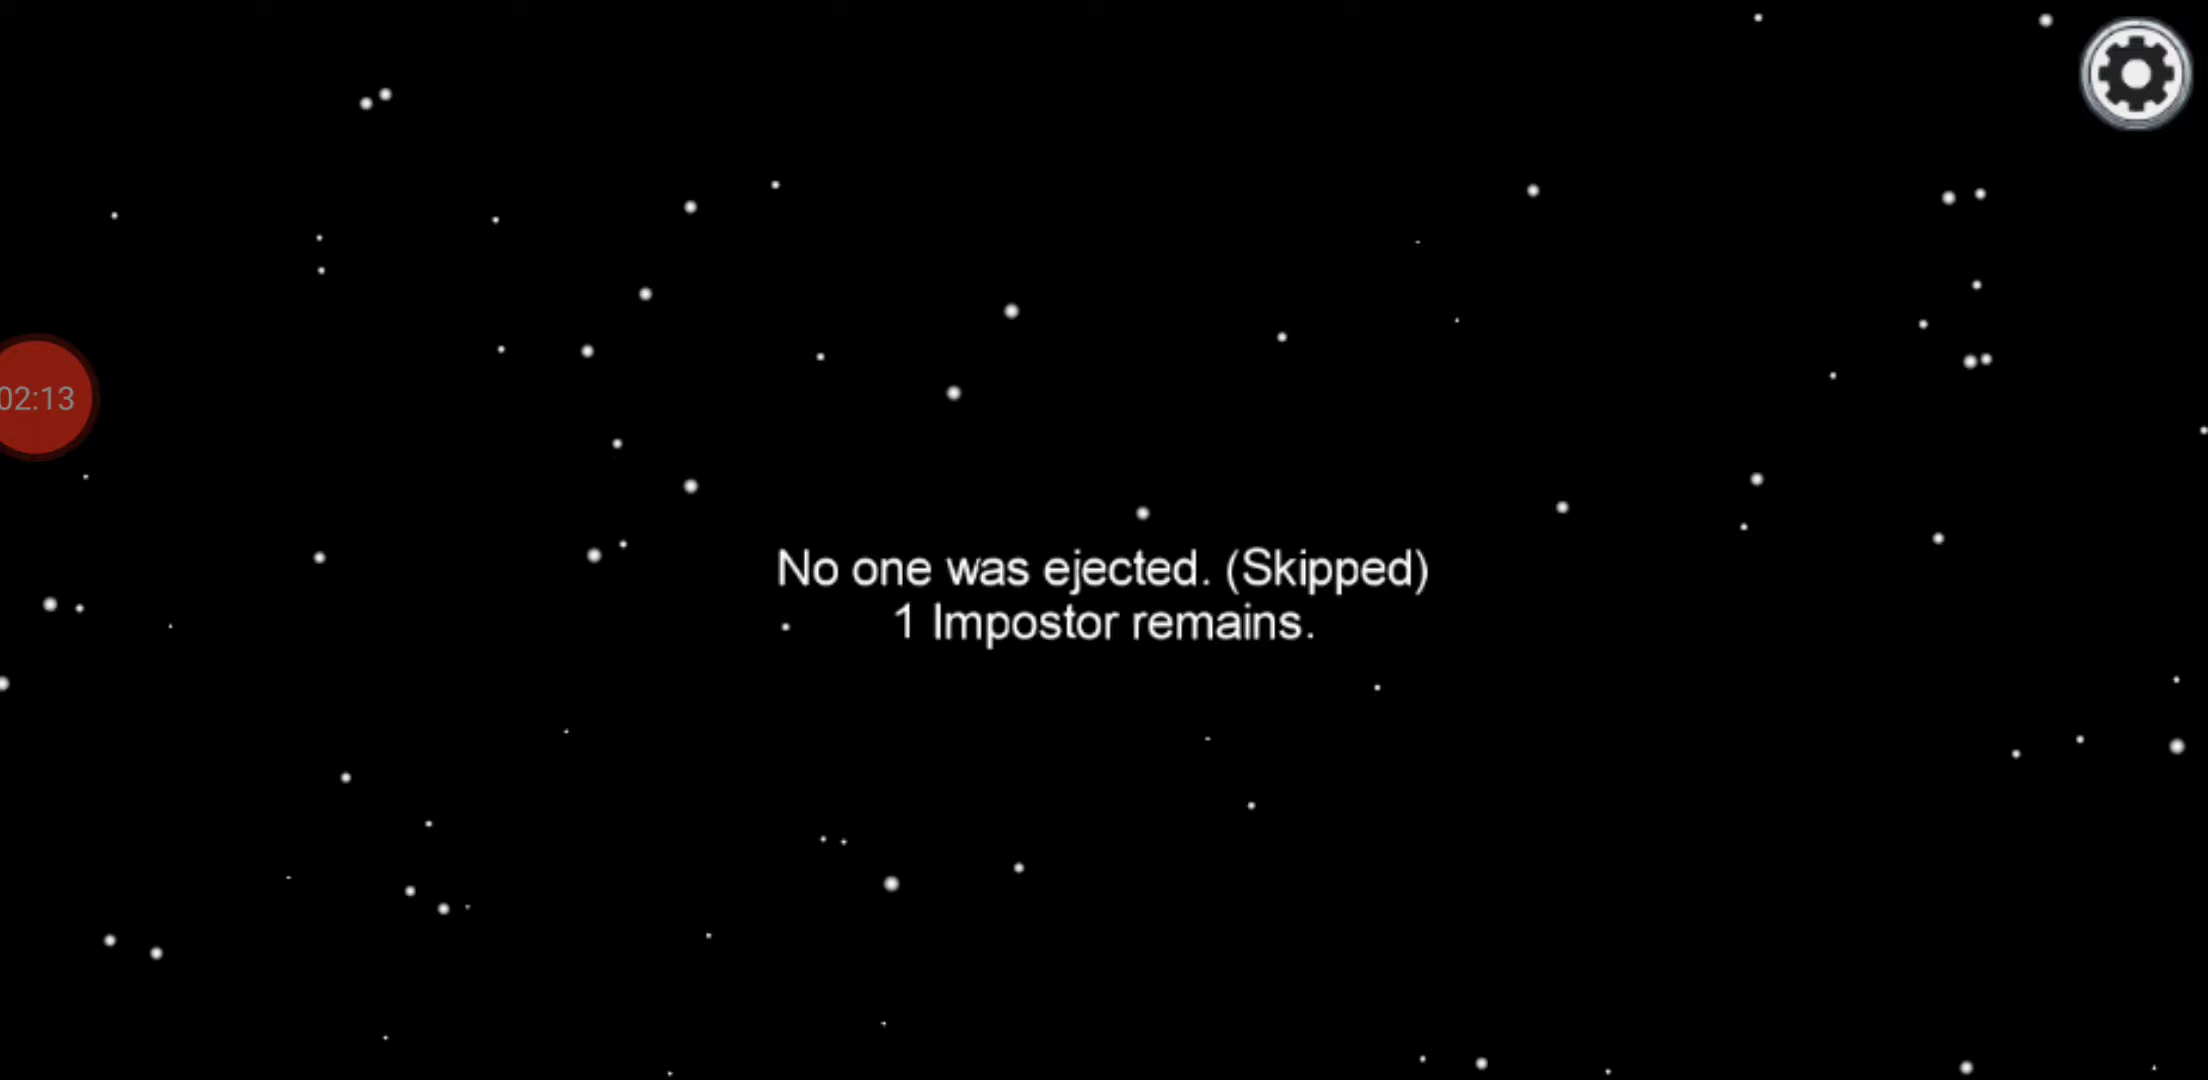 02:13
No one was ejected. (Skipped)
1 Impostor remains.